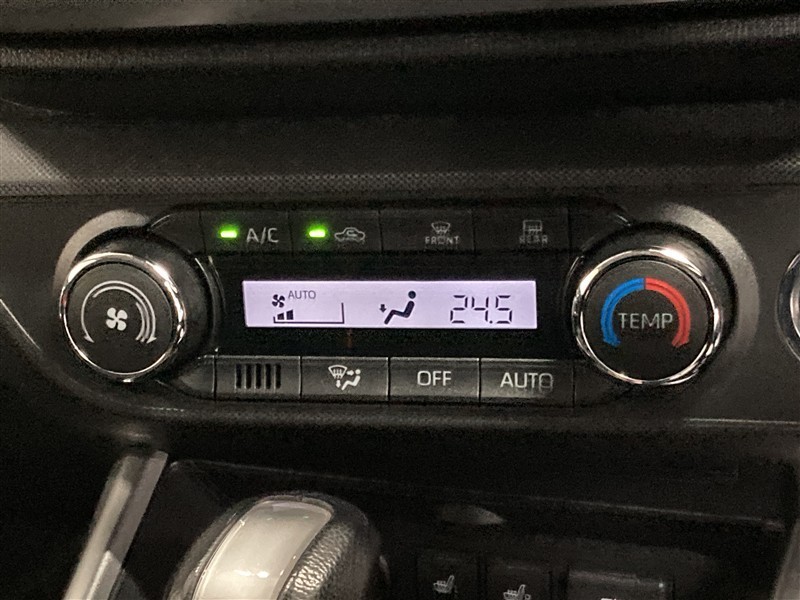 A/C
FRONT
REAR
AUTO
24.5
TEMP
OFF
AUTO